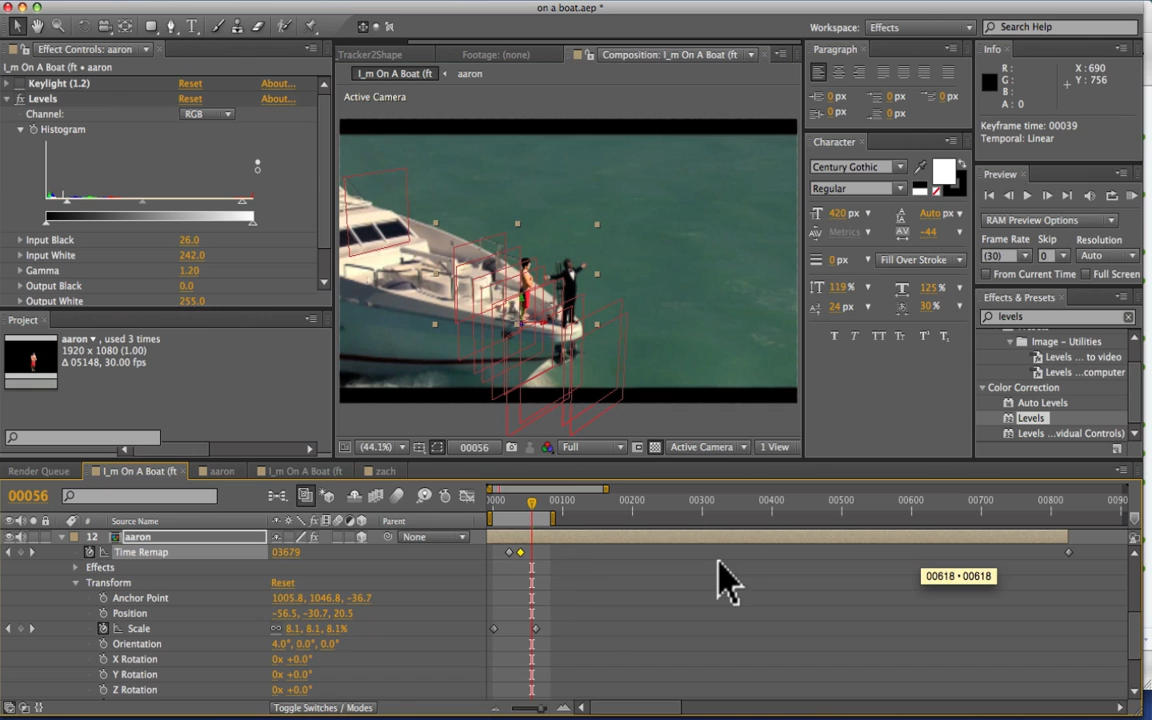 on a boat.aep *
Workspace: Effects
Search Help
Effect Controls: aaron
I_m On A Boat (ft • aaron
Keylight (1.2) Reset About...
Levels Reset About...
Channel: RGB
Histogram
Input Black 26.0
Input White 242.0
Gamma 1.20
Output Black 0.0
Output White 255.0
Project
aaron ▾ , used 3 times
1920 x 1080 (1.00)
Δ 05148, 30.00 fps
Tracker2Shape
Footage: (none)
Composition: I_m On A Boat (ft
I_m On A Boat (ft aaron
Active Camera
(44.1%) 00056 Full Active Camera 1 View
Paragraph
0 px 0 px 0 px
0 px 0 px
Character
Century Gothic
Regular
420 px Auto px
Metrics -44
0 px Fill Over Stroke
119% 125%
24 px 30 %
T T TT Tт T¹ T₁
Info
R: X : 690
G: Y : 756
B:
A : 0
Keyframe time: 00039
Temporal: Linear
Preview
RAM Preview Options
Frame Rate Skip Resolution
(30) 0 Auto
From Current Time Full Screen
Effects & Presets
levels
Image – Utilities
Levels ... to video
Levels ...computer
Color Correction
Auto Levels
Levels
Levels ...vidual Controls)
Render Queue I_m On A Boat (ft aaron I_m On A Boat (ft zach
00056
0000 00100 00200 00300 00400 00500 00600 00700 00800 0090
# Source Name Parent
12 aaron None
Time Remap 03679
Effects
Transform Reset
Anchor Point 1005.8, 1046.8, -36.7
Position -56.5, -30.7, 20.5
Scale 8.1, 8.1, 8.1%
Orientation 4.0°, 0.0°, 0.0°
X Rotation 0x +0.0°
Y Rotation 0x +0.0°
Z Rotation 0x +0.0°
00618 • 00618
Toggle Switches / Modes